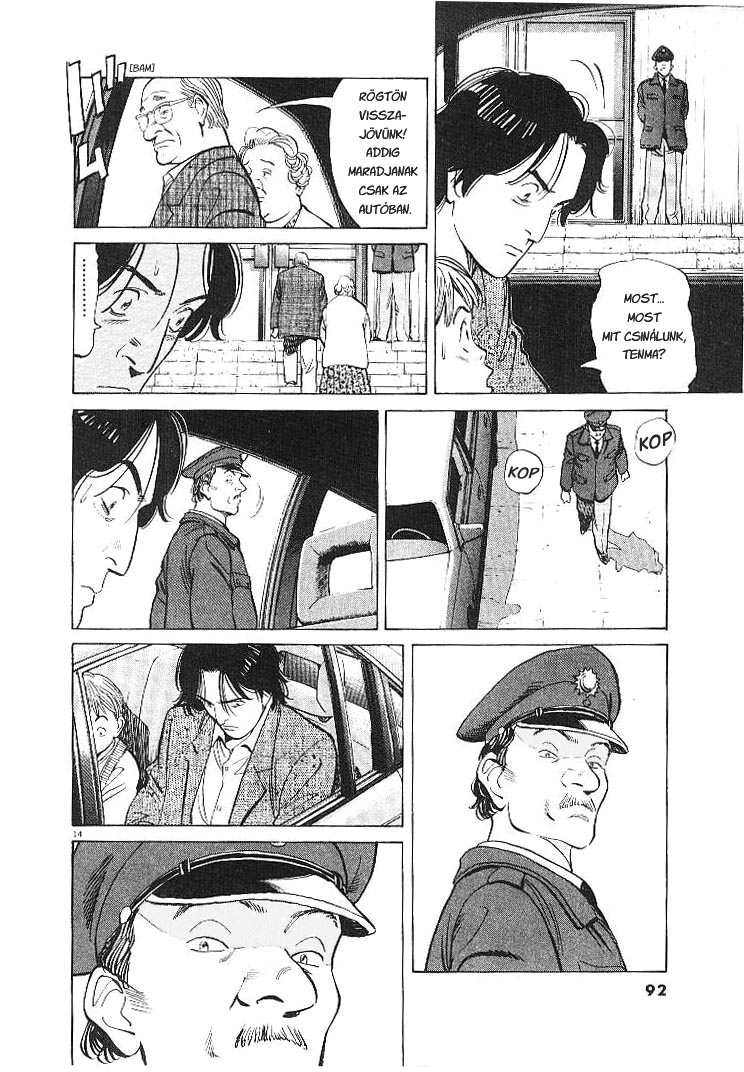 [BAM]
RÖGTÖN
VISSZA-
JÖVÜNK!
ADDIG
MARADJANAK
CSAK AZ
AUTÓBAN.
..........
MOST...
MOST
MIT CSINÁLUNK,
TENMA?
KOP
KOP
14
92